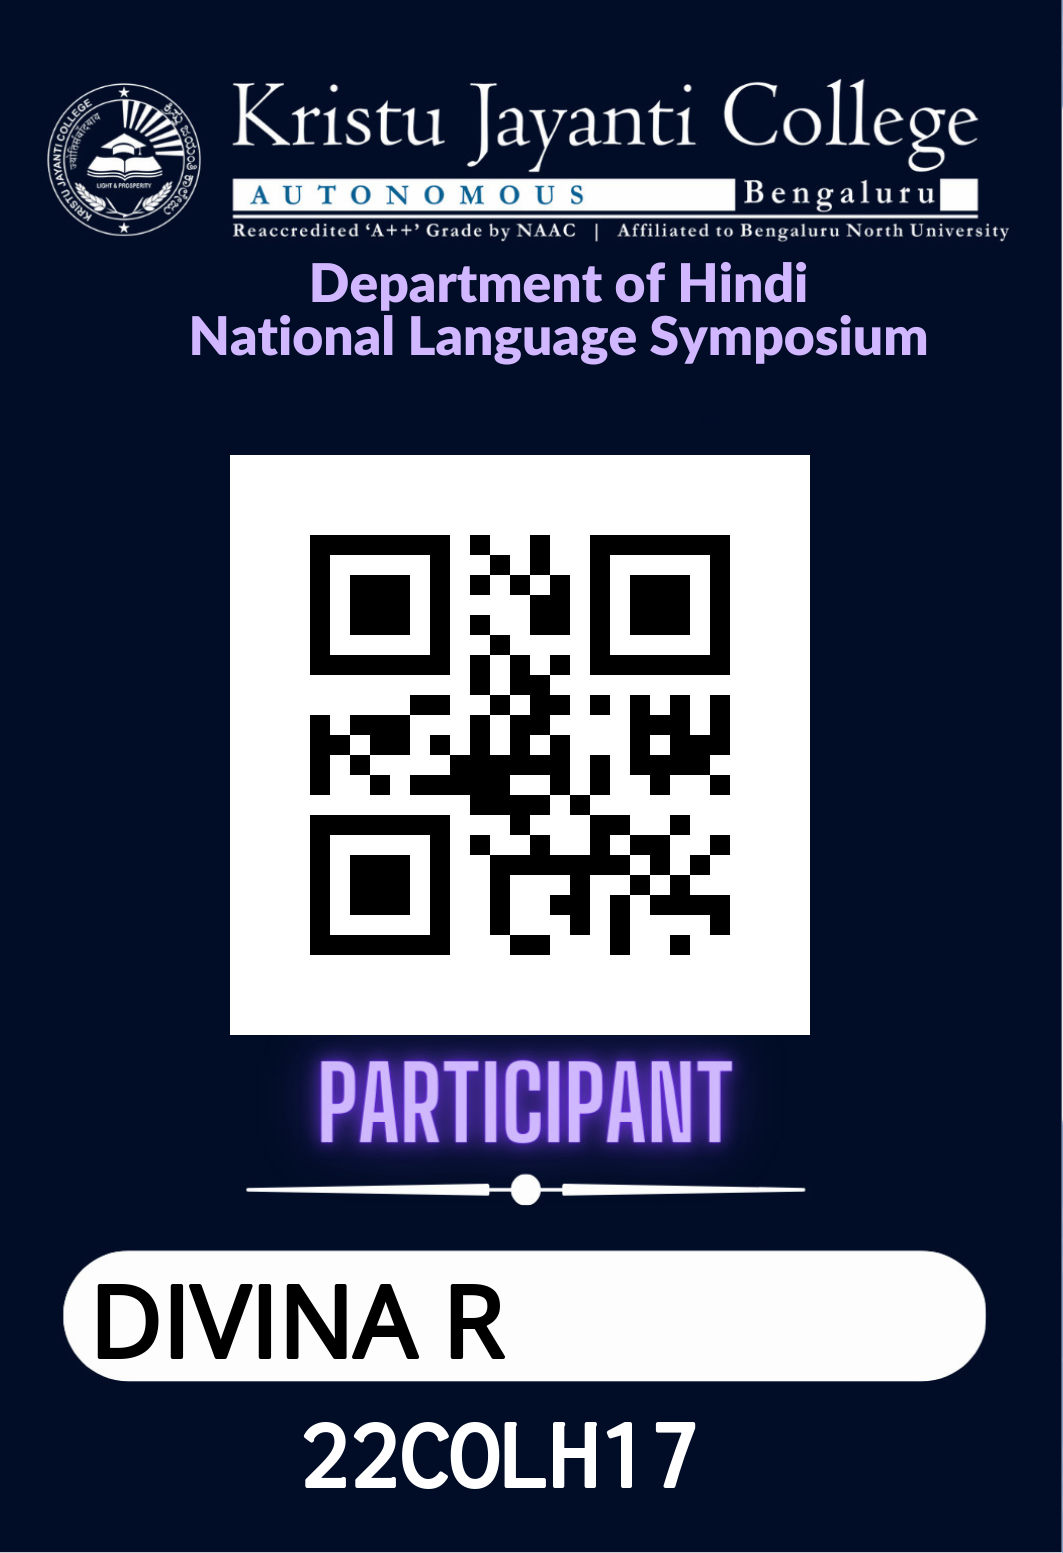 Kristu Jayanti College
AUTONOMOUS Bengaluru
Reaccredited ‘A++’ Grade by NAAC | Affiliated to Bengaluru North University
KRISTU JAYANTI COLLEGE
LIGHT & PROSPERITY
Department of Hindi
National Language Symposium
PARTICIPANT
DIVINA R
22COLH17